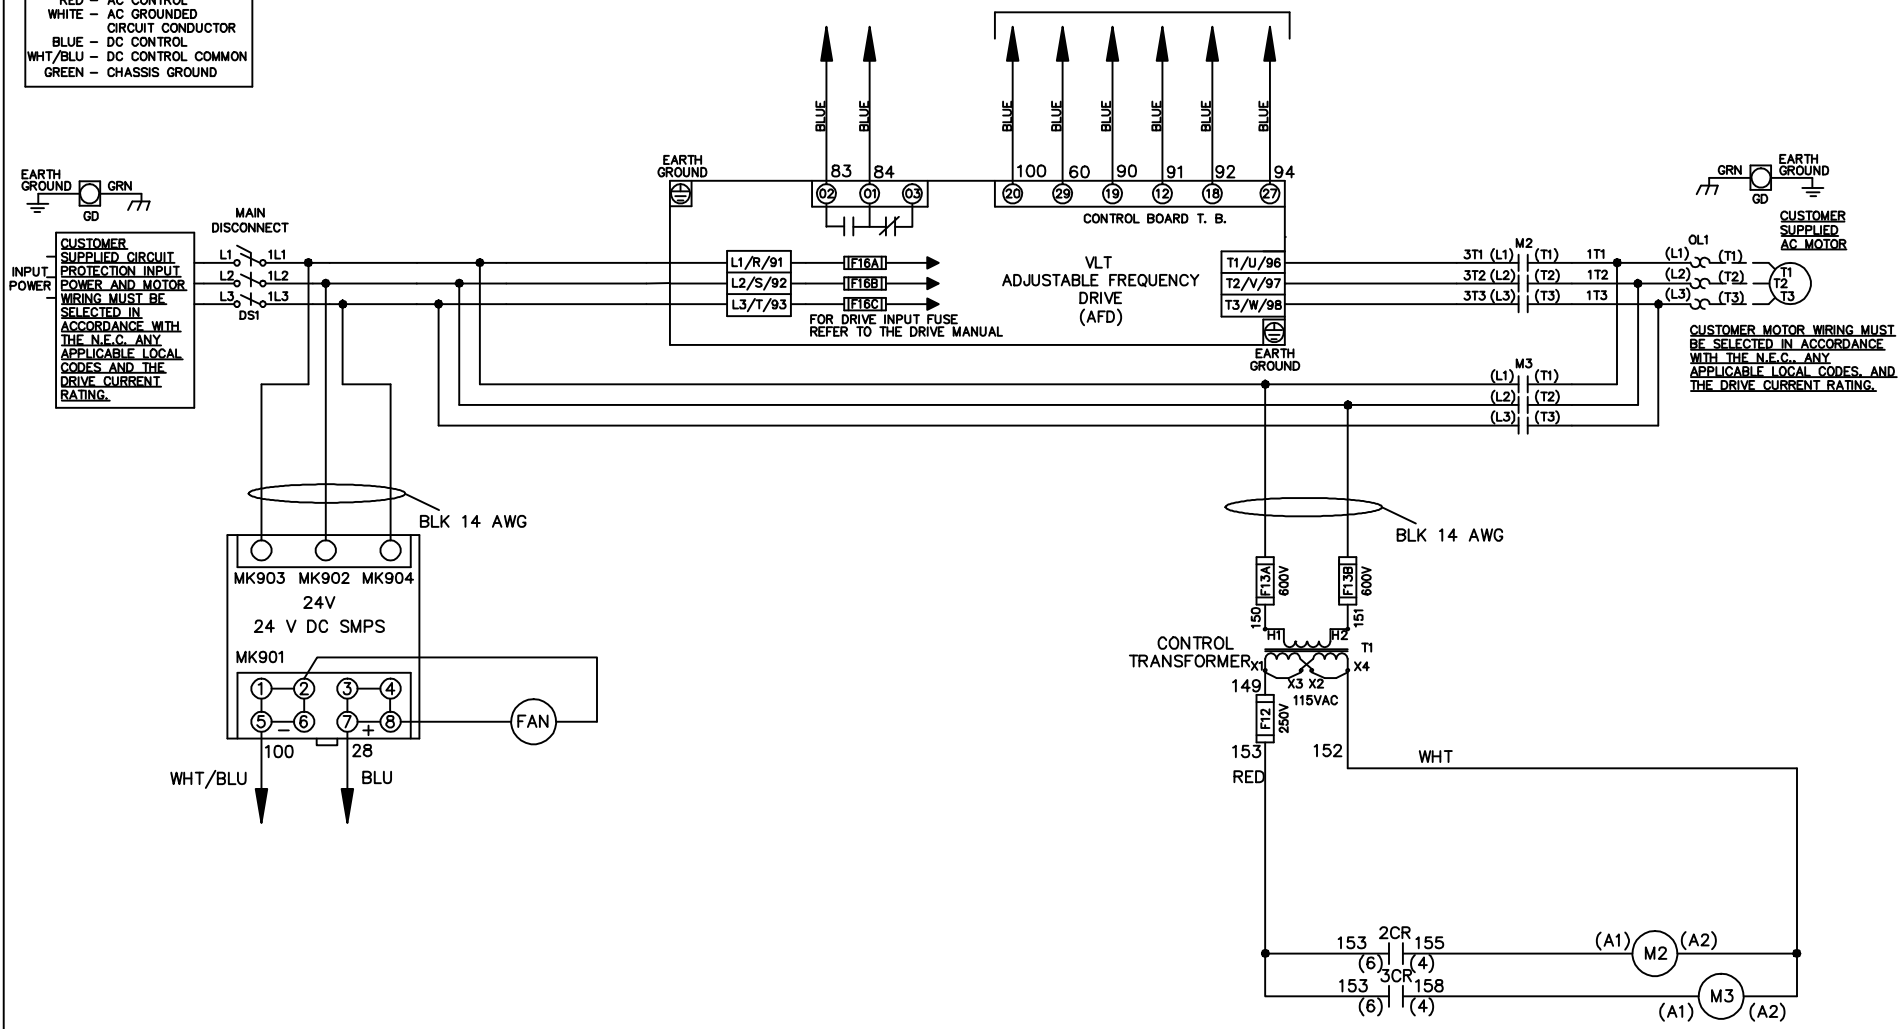 RED – AC CONTROL
WHITE – AC GROUNDED
CIRCUIT CONDUCTOR
BLUE – DC CONTROL
WHT/BLU – DC CONTROL COMMON
GREEN – CHASSIS GROUND
BLUE
BLUE
BLUE
BLUE
BLUE
BLUE
BLUE
BLUE
EARTH
GROUND
GRN
GD
MAIN
DISCONNECT
L1 1L1
L2 1L2
L3 1L3
DS1
INPUT
POWER
CUSTOMER
SUPPLIED CIRCUIT
PROTECTION INPUT
POWER AND MOTOR
WIRING MUST BE
SELECTED IN
ACCORDANCE WITH
THE N.E.C. ANY
APPLICABLE LOCAL
CODES AND THE
DRIVE CURRENT
RATING.
EARTH
GROUND
83 84
02 01 03
100 60 90 91 92 94
20 29 19 12 18 27
CONTROL BOARD T. B.
L1/R/91
L2/S/92
L3/T/93
F16A
F16B
F16C
FOR DRIVE INPUT FUSE
REFER TO THE DRIVE MANUAL
VLT
ADJUSTABLE FREQUENCY
DRIVE
(AFD)
T1/U/96
T2/V/97
T3/W/98
EARTH
GROUND
M2
3T1 (L1) (T1) 1T1
3T2 (L2) (T2) 1T2
3T3 (L3) (T3) 1T3
M3
(L1) (T1)
(L2) (T2)
(L3) (T3)
GRN
EARTH
GROUND
GD
CUSTOMER
SUPPLIED
AC MOTOR
OL1
(L1) (T1)
(L2) (T2)
(L3) (T3)
T1
T2
T3
CUSTOMER MOTOR WIRING MUST
BE SELECTED IN ACCORDANCE
WITH THE N.E.C., ANY
APPLICABLE LOCAL CODES, AND
THE DRIVE CURRENT RATING.
BLK 14 AWG
MK903 MK902 MK904
24V
24 V DC SMPS
MK901
1 2 3 4
5 6 7 8
– +
100 28
WHT/BLU BLU
FAN
BLK 14 AWG
F13A
600V
F13B
600V
150
151
H1 H2
T1
CONTROL
TRANSFORMER
X1 X4
X3 X2
115VAC
149
F12
250V
153
RED
152
WHT
2CR
153 155
(6) (4)
(A1) M2 (A2)
3CR
153 158
(6) (4)
(A1) M3 (A2)